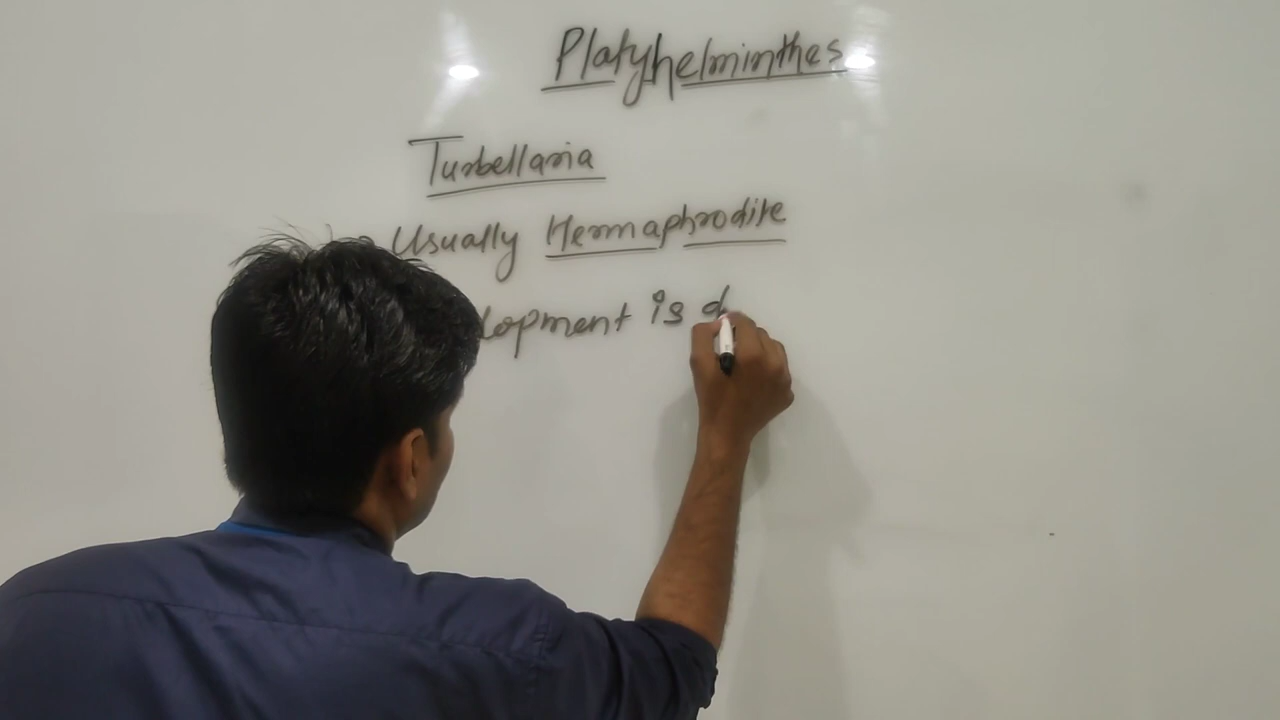 Platyhelminthes
Turbellaria
Usually Hermaphrodite
lopment is d